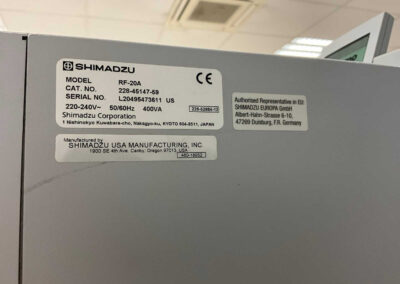 SHIMADZU
MODEL RF-20A
CAT. NO. 228-45147-59
SERIAL NO. L20495473611 US
220-240V~ 50/60Hz 400VA
Shimadzu Corporation
1 Nishinokyo Kuwabara-cho, Nakagyo-ku, KYOTO 604-8511, JAPAN
CE
Authorised Representative in EU
SHIMADZU EUROPA GmbH
Albert-Hahn-Strasse 6-10,
47269 Duisburg, F.R. Germany
Manufactured by
SHIMADZU USA MANUFACTURING, INC
1900 SE 4th Ave. Canby, Oregon 97013, USA